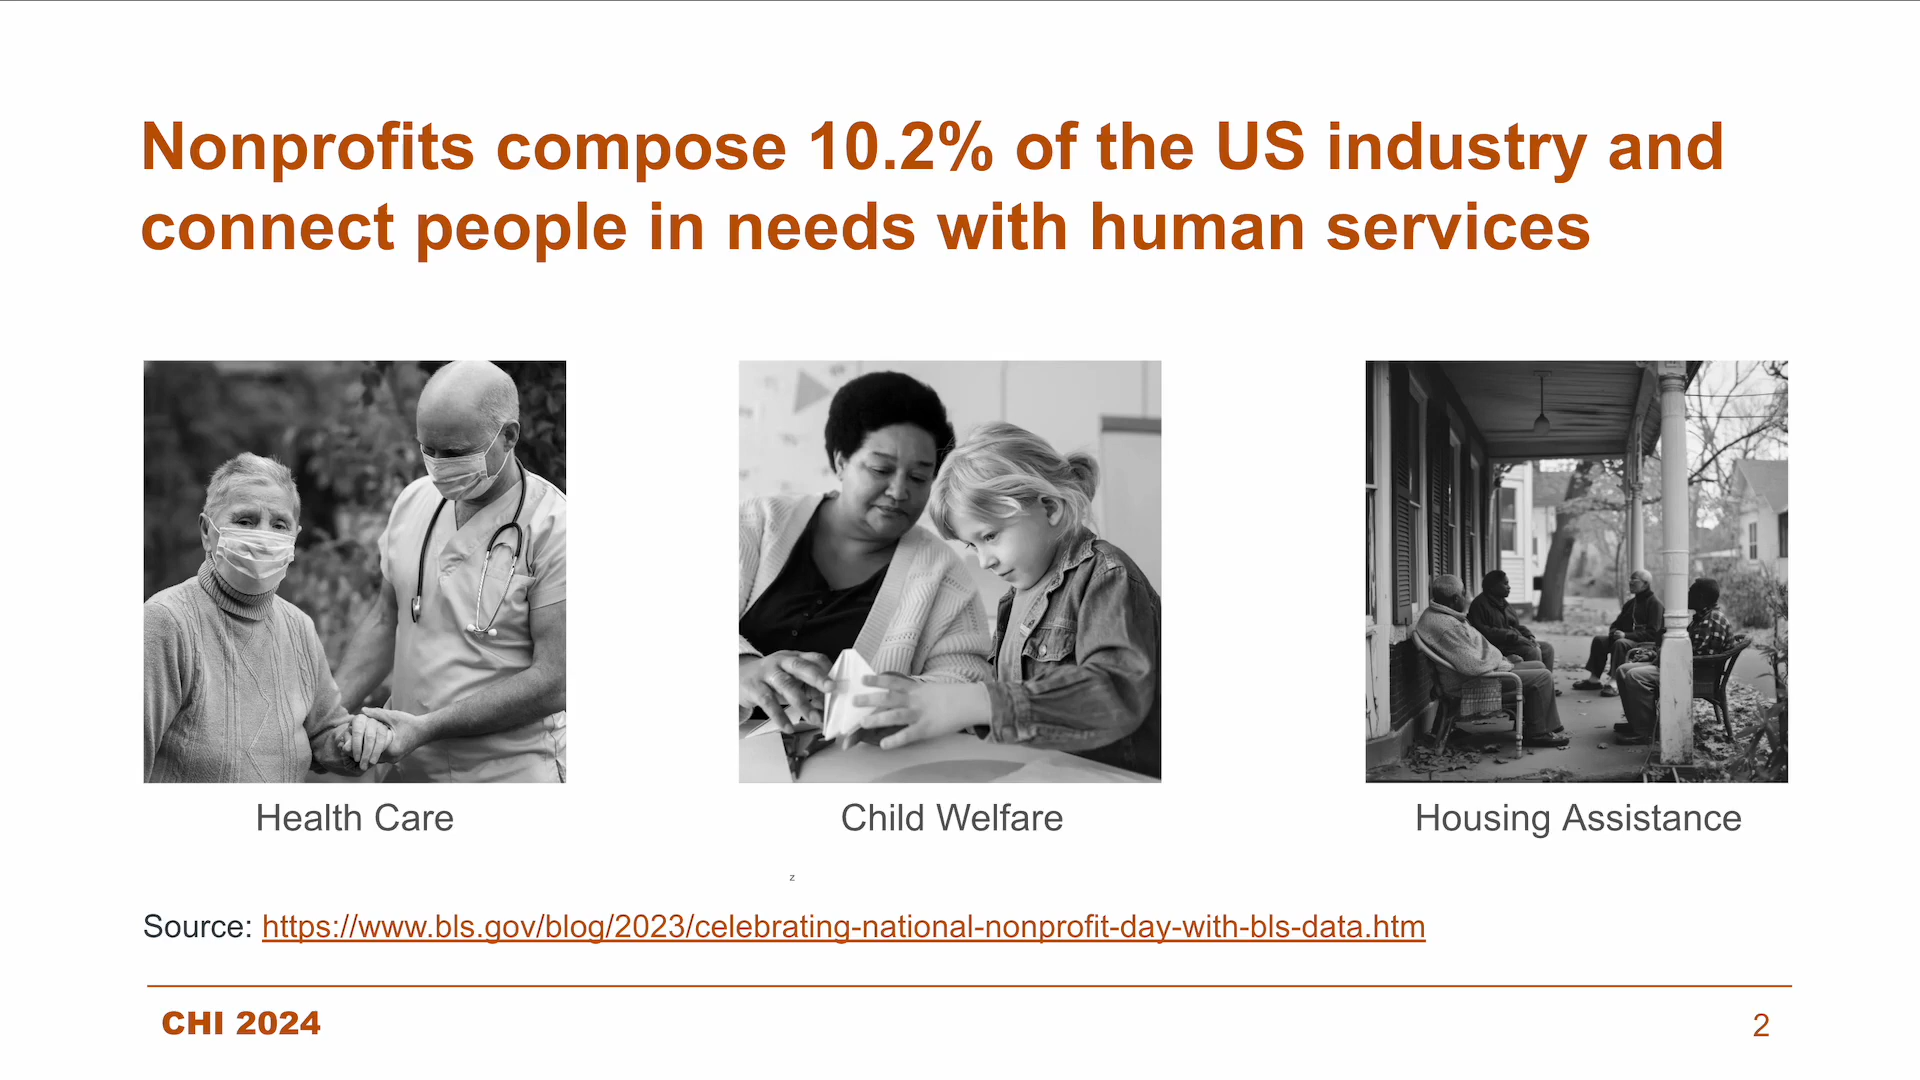 Nonprofits compose 10.2% of the US industry and
connect people in needs with human services
Health Care
Child Welfare
Housing Assistance
z
Source: https://www.bls.gov/blog/2023/celebrating-national-nonprofit-day-with-bls-data.htm
CHI 2024
2